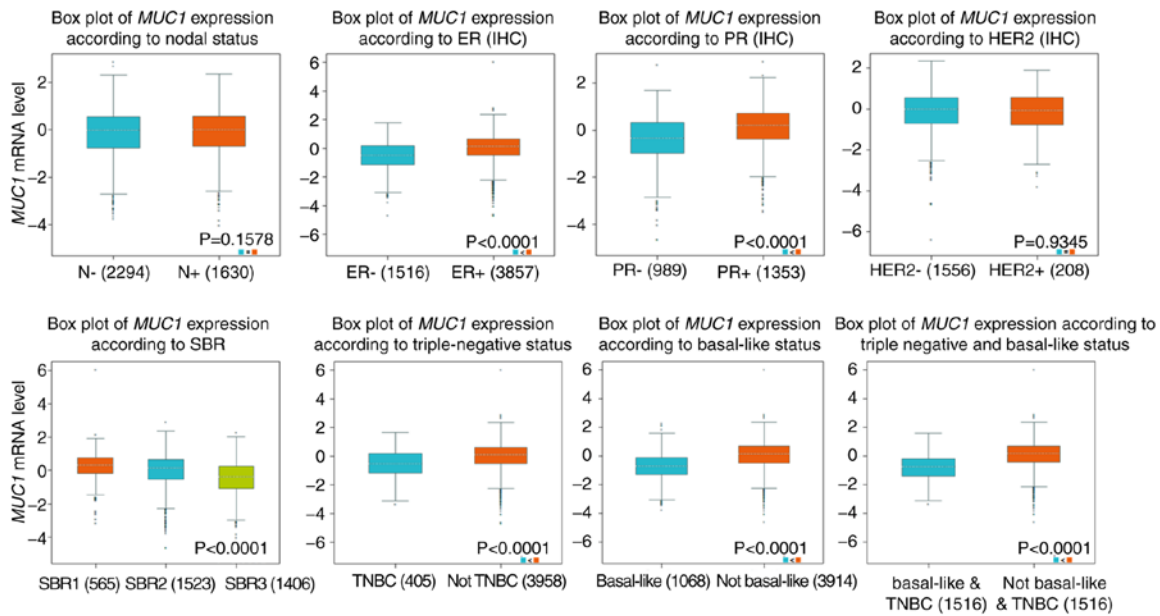 Box plot of MUC1 expression
according to nodal status
MUC1 mRNA level
2
0
−2
−4
P=0.1578
N- (2294) N+ (1630)
Box plot of MUC1 expression
according to ER (IHC)
6
4
2
0
−2
−4
−6
P<0.0001
ER- (1516) ER+ (3857)
Box plot of MUC1 expression
according to PR (IHC)
2
0
−2
−4
P<0.0001
PR- (989) PR+ (1353)
Box plot of MUC1 expression
according to HER2 (IHC)
2
0
−2
−4
−6
P=0.9345
HER2- (1556) HER2+ (208)
Box plot of MUC1 expression
according to SBR
MUC1 mRNA level
6
4
2
0
−2
−4
P<0.0001
SBR1 (565) SBR2 (1523) SBR3 (1406)
Box plot of MUC1 expression
according to triple-negative status
6
4
2
0
−2
−4
−6
P<0.0001
TNBC (405) Not TNBC (3958)
Box plot of MUC1 expression
according to basal-like status
6
4
2
0
−2
−4
−6
P<0.0001
Basal-like (1068) Not basal-like (3914)
Box plot of MUC1 expression according to
triple negative and basal-like status
6
4
2
0
−2
−4
−6
P<0.0001
basal-like & TNBC (1516)
Not basal-like & TNBC (1516)